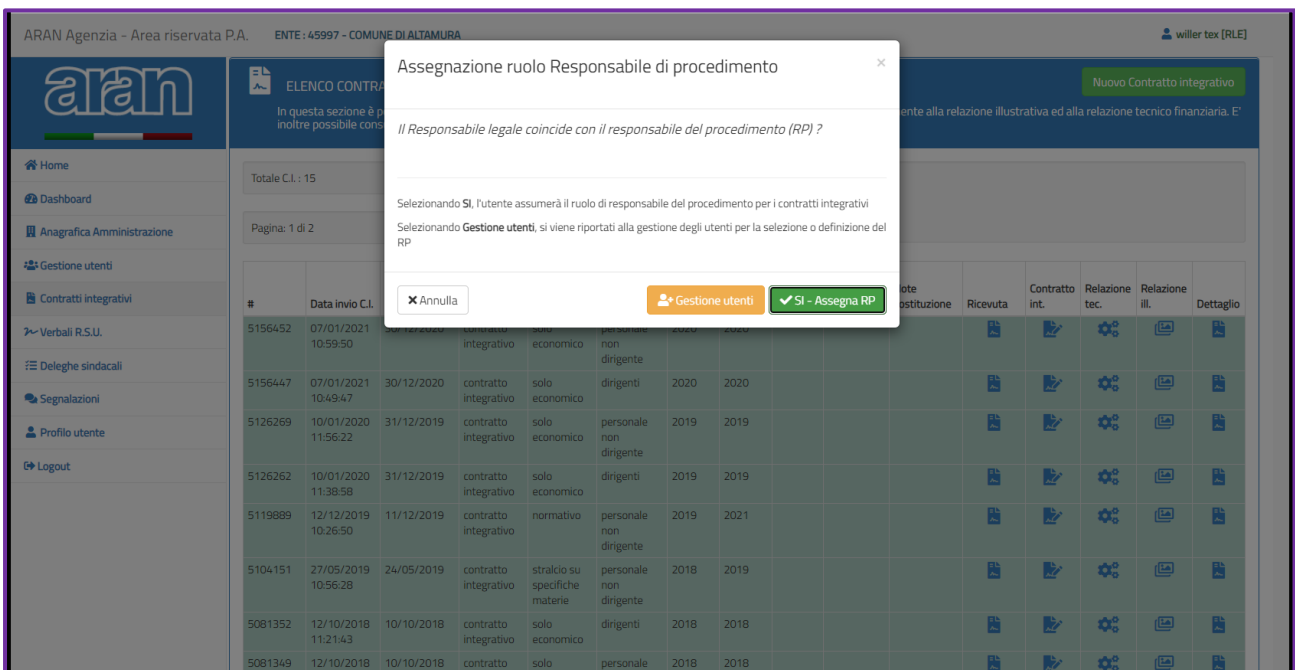 ARAN Agenzia - Area riservata P.A. ENTE : 45997 - COMUNE DI ALTAMURA willer tex [RLE]
aran
ELENCO CONTRA
Nuovo Contratto integrativo
In questa sezione è p
ente alla relazione illustrativa ed alla relazione tecnico finanziaria. E'
inoltre possibile cons
Assegnazione ruolo Responsabile di procedimento ×
Il Responsabile legale coincide con il responsabile del procedimento (RP) ?
Selezionando SI, l'utente assumerà il ruolo di responsabile del procedimento per i contratti integrativi
Selezionando Gestione utenti, si viene riportati alla gestione degli utenti per la selezione o definizione del
RP
Annulla Gestione utenti SI - Assegna RP
Home
Dashboard
Anagrafica Amministrazione
Gestione utenti
Contratti integrativi
Verbali R.S.U.
Deleghe sindacali
Segnalazioni
Profilo utente
Logout
Totale C.I. : 15
Pagina: 1 di 2
# Data invio C.I. Ricevuta Contratto int. Relazione tec. Relazione ill. Dettaglio
5156452 07/01/2021 10:59:50 30/12/2020 contratto integrativo solo economico personale non dirigente 2020 2020
5156447 07/01/2021 10:49:47 30/12/2020 contratto integrativo solo economico dirigenti 2020 2020
5126269 10/01/2020 11:56:22 31/12/2019 contratto integrativo solo economico personale non dirigente 2019 2019
5126262 10/01/2020 11:38:58 31/12/2019 contratto integrativo solo economico dirigenti 2019 2019
5119889 12/12/2019 10:26:50 11/12/2019 contratto integrativo normativo personale non dirigente 2019 2021
5104151 27/05/2019 10:56:28 24/05/2019 contratto integrativo stralcio su specifiche materie personale non dirigente 2018 2019
5081352 12/10/2018 11:21:43 10/10/2018 contratto integrativo solo economico dirigenti 2018 2018
5081349 12/10/2018 10/10/2018 contratto solo personale 2018 2018